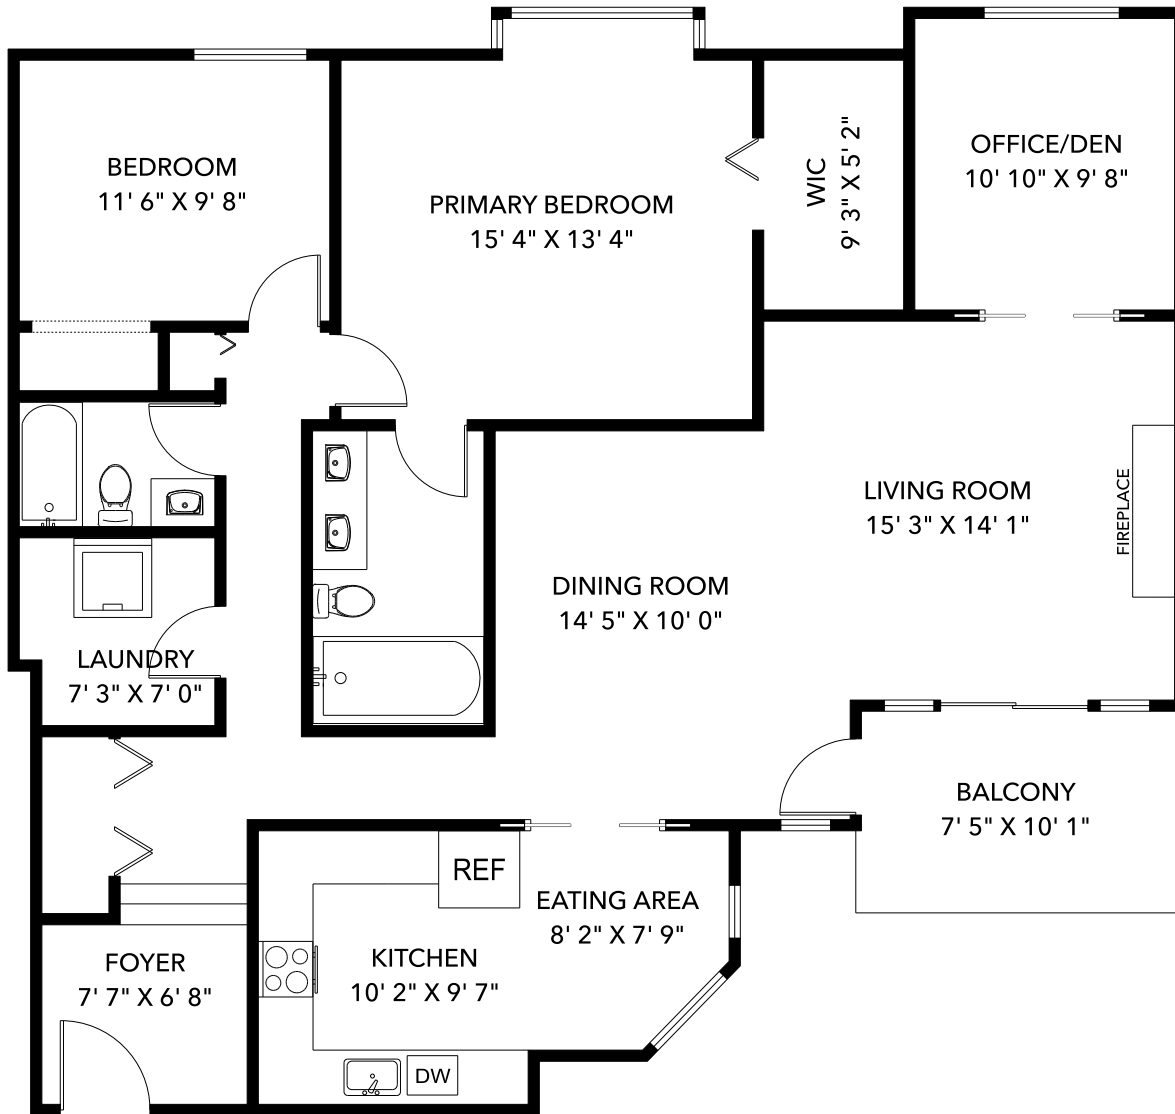 BEDROOM
11' 6" X 9' 8"
PRIMARY BEDROOM
15' 4" X 13' 4"
WIC
9' 3" X 5' 2"
OFFICE/DEN
10' 10" X 9' 8"
LIVING ROOM
15' 3" X 14' 1"
FIREPLACE
DINING ROOM
14' 5" X 10' 0"
LAUNDRY
7' 3" X 7' 0"
BALCONY
7' 5" X 10' 1"
REF
EATING AREA
8' 2" X 7' 9"
KITCHEN
10' 2" X 9' 7"
FOYER
7' 7" X 6' 8"
DW